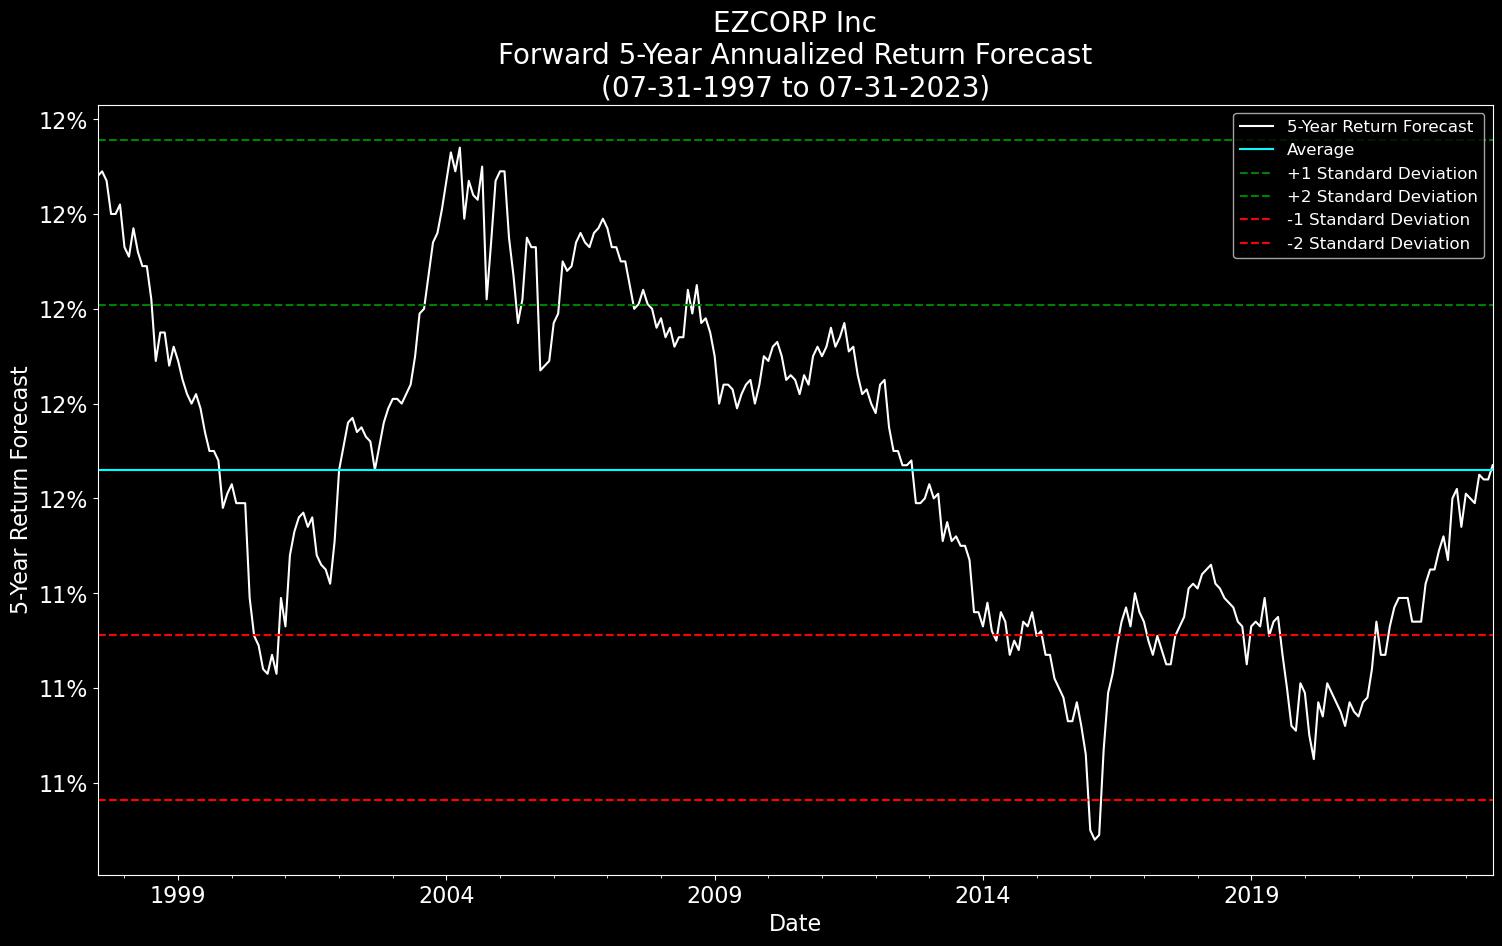 EZCORP Inc
Forward 5-Year Annualized Return Forecast
(07-31-1997 to 07-31-2023)
12%
12%
12%
12%
12%
11%
11%
11%
5-Year Return Forecast
5-Year Return Forecast
Average
+1 Standard Deviation
+2 Standard Deviation
-1 Standard Deviation
-2 Standard Deviation
1999
2004
2009
2014
2019
Date